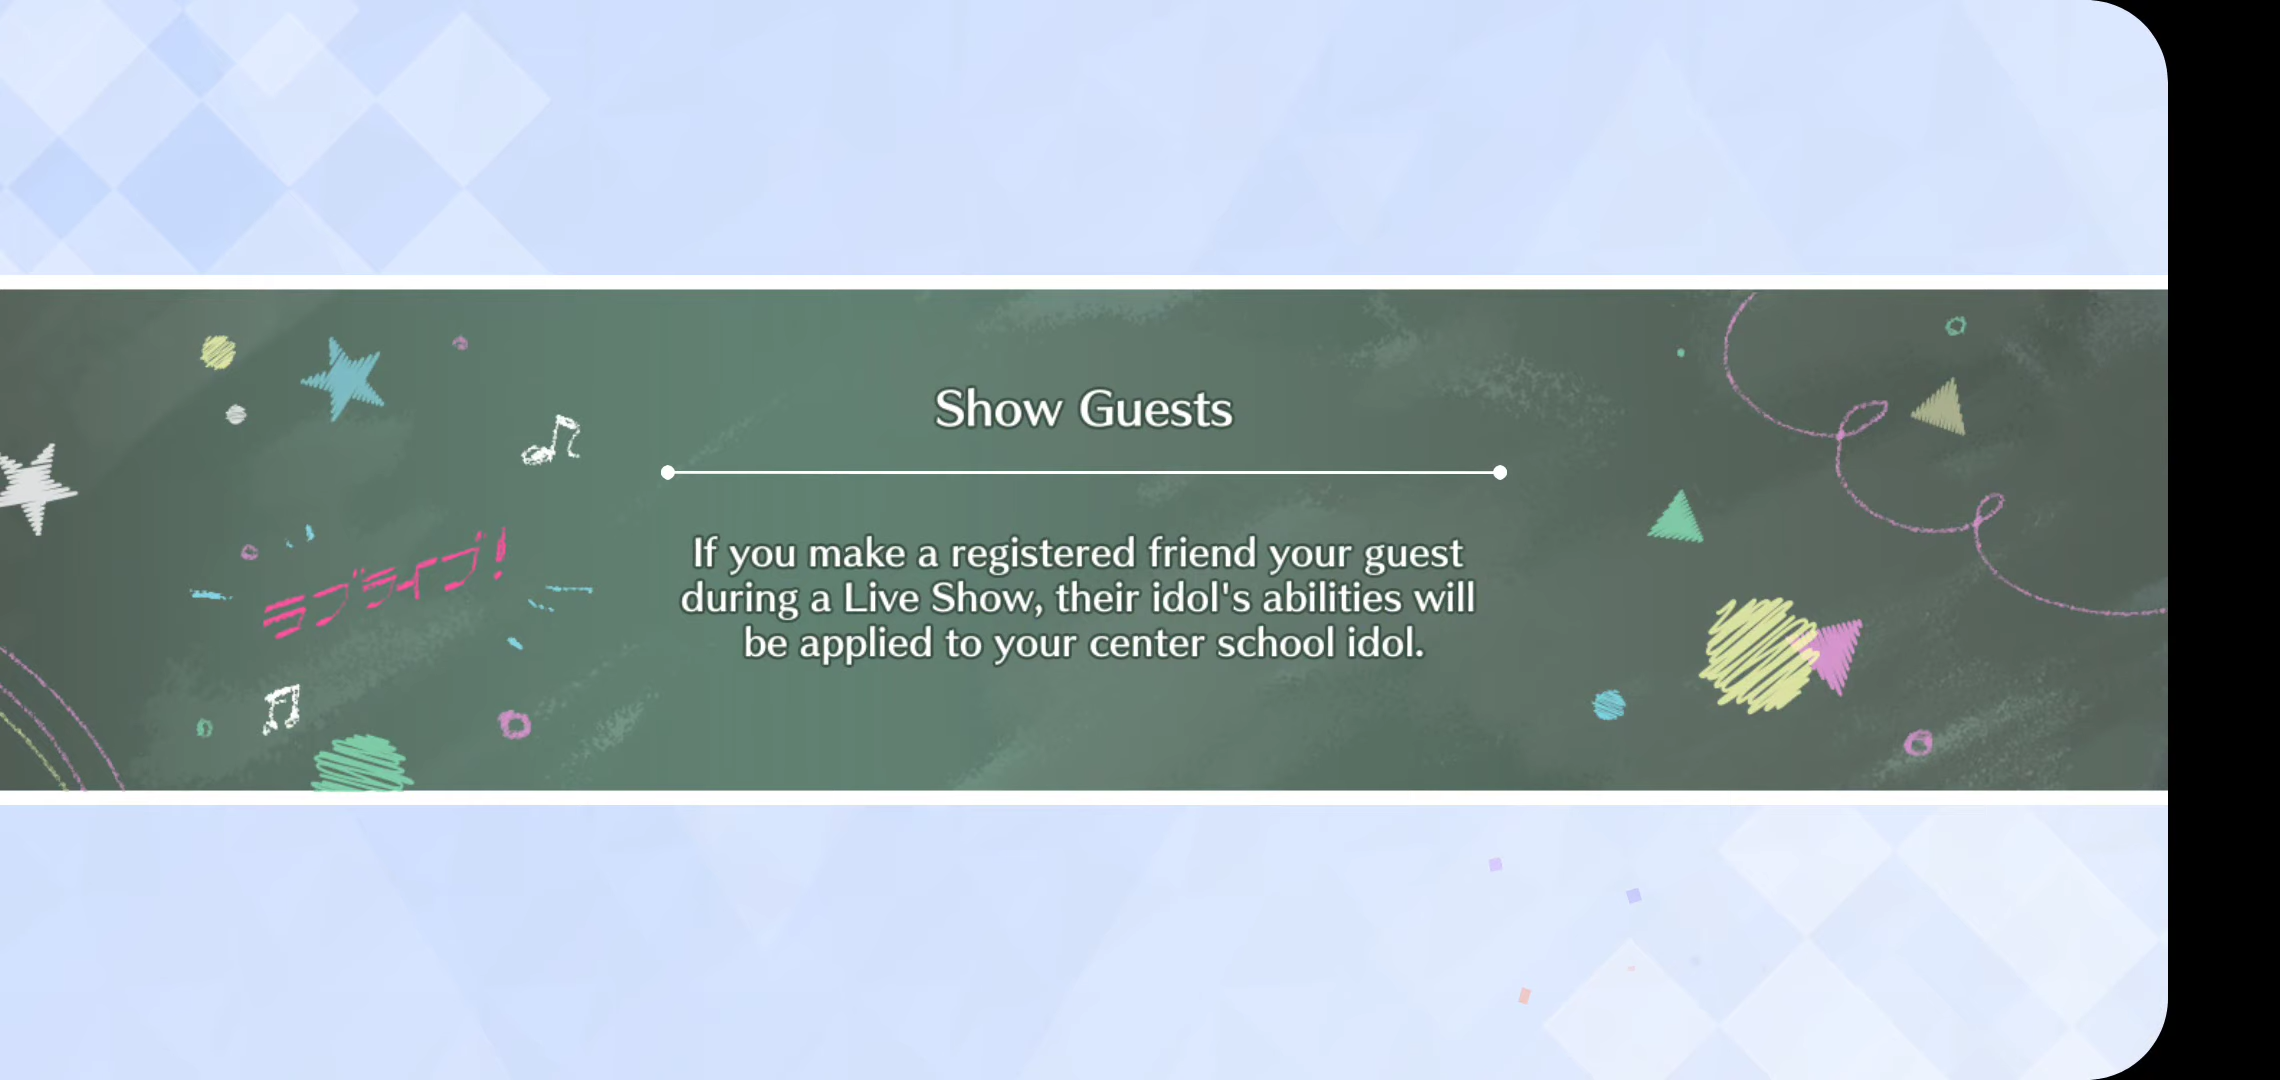 Show Guests
ラブライブ!
If you make a registered friend your guest
during a Live Show, their idol's abilities will
be applied to your center school idol.